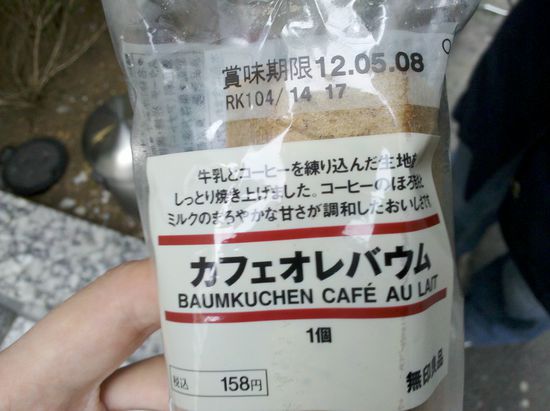 賞味期限12.05.08
RK104/14 17
牛乳とコーヒーを練り込んだ生地を
しっとり焼き上げました。コーヒーのほろ苦さと
ミルクのまろやかな甘さが調和したおいしさです
カフェオレバウム
BAUMKUCHEN CAFÉ AU LAIT
1個
税込 158円
無印良品